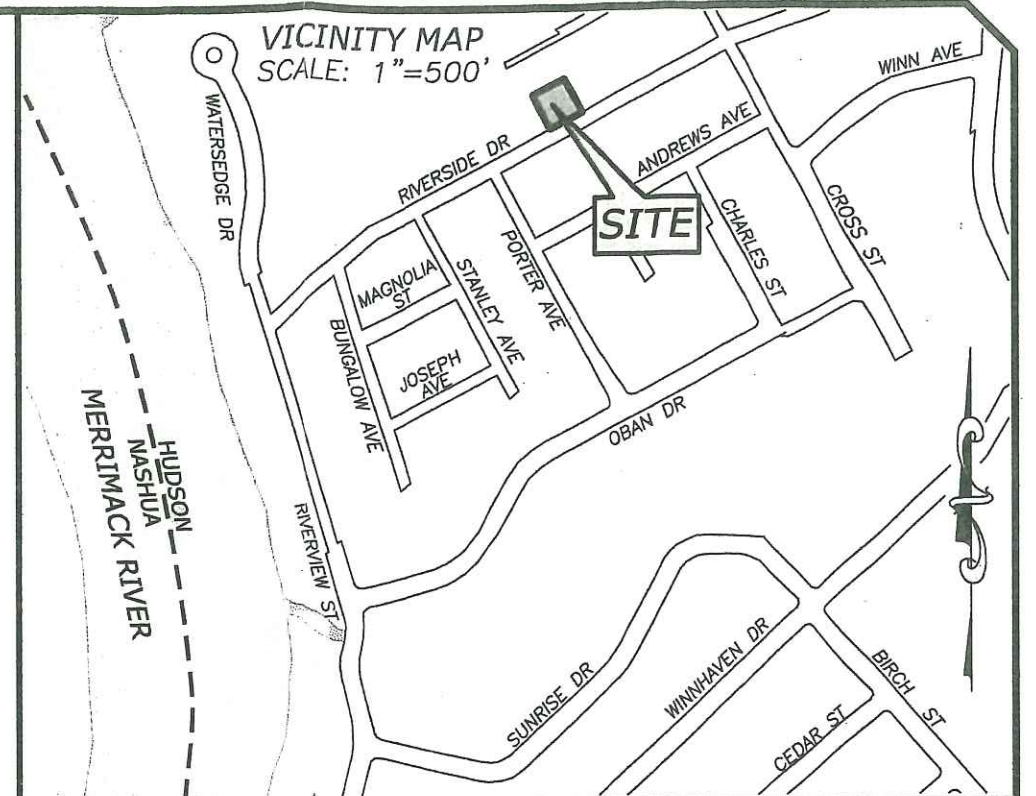 VICINITY MAP
SCALE: 1"=500'
WINN AVE
WATERSEDGE DR
RIVERSIDE DR
ANDREWS AVE
SITE
CROSS ST
CHARLES ST
PORTER AVE
STANLEY AVE
MAGNOLIA
ST
BUNGALOW AVE
JOSEPH
AVE
OBAN DR
HUDSON
NASHUA
MERRIMACK RIVER
RIVERVIEW ST
SUNRISE DR
WINNHAVEN DR
BIRCH ST
CEDAR ST